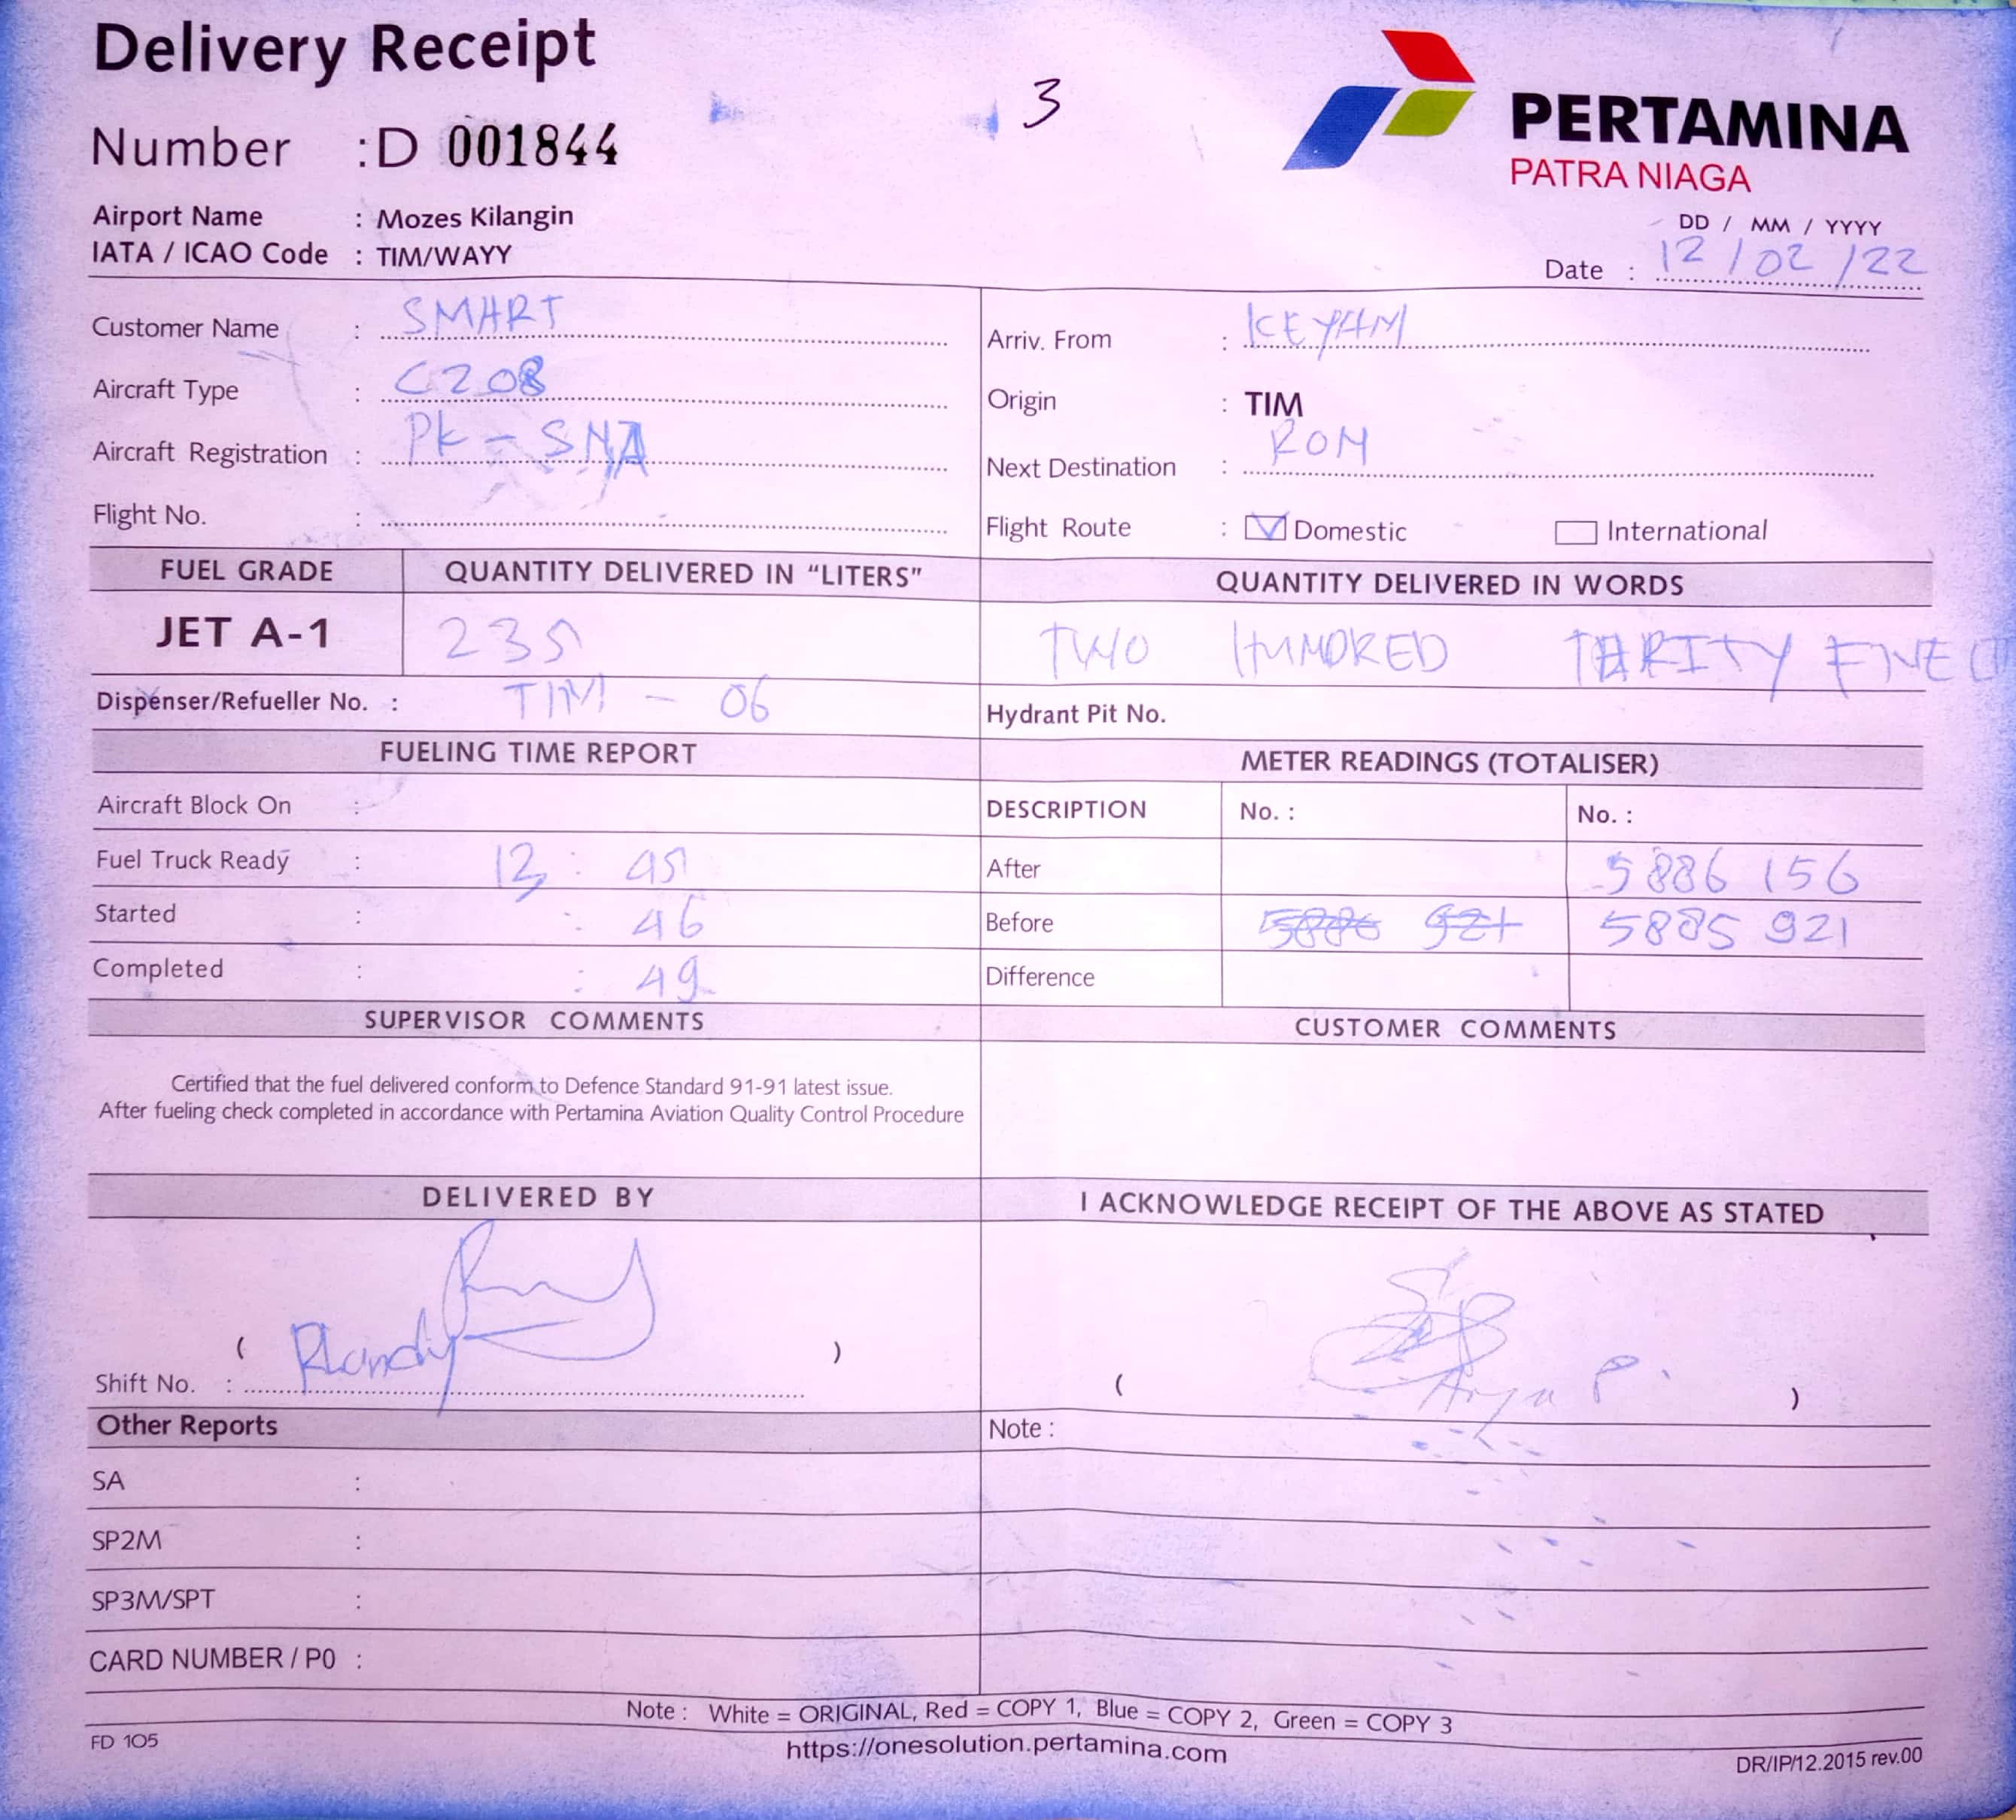 Delivery Receipt
3
PERTAMINA
PATRA NIAGA
Number : D 001844
Airport Name : Mozes Kilangin
IATA / ICAO Code : TIM/WAYY
DD / MM / YYYY
Date : 12/02/22
Customer Name : SMART
Arriv. From : KEYAM
Aircraft Type : C208
Origin : TIM
Aircraft Registration : PK - SNA
Next Destination : ROM
Flight No. :
Flight Route : Domestic International
FUEL GRADE QUANTITY DELIVERED IN “LITERS” QUANTITY DELIVERED IN WORDS
JET A-1 235 TWO HUNDRED THRITY FIVE
Dispenser/Refueller No. : TIM - 06
Hydrant Pit No.
FUELING TIME REPORT METER READINGS (TOTALISER)
Aircraft Block On :
DESCRIPTION No. : No. :
Fuel Truck Ready : 13 : 45
After 5886 156
Started : : 46
Before 5885 921
Completed : : 49
Difference
SUPERVISOR COMMENTS CUSTOMER COMMENTS
Certified that the fuel delivered conform to Defence Standard 91-91 latest issue.
After fueling check completed in accordance with Pertamina Aviation Quality Control Procedure
DELIVERED BY I ACKNOWLEDGE RECEIPT OF THE ABOVE AS STATED
( Rhandy )
( Arya P. )
Shift No. :
Other Reports Note :
SA :
SP2M :
SP3M/SPT :
CARD NUMBER / P0 :
Note : White = ORIGINAL, Red = COPY 1, Blue = COPY 2, Green = COPY 3
FD 105
https://onesolution.pertamina.com
DR/IP/12.2015 rev.00